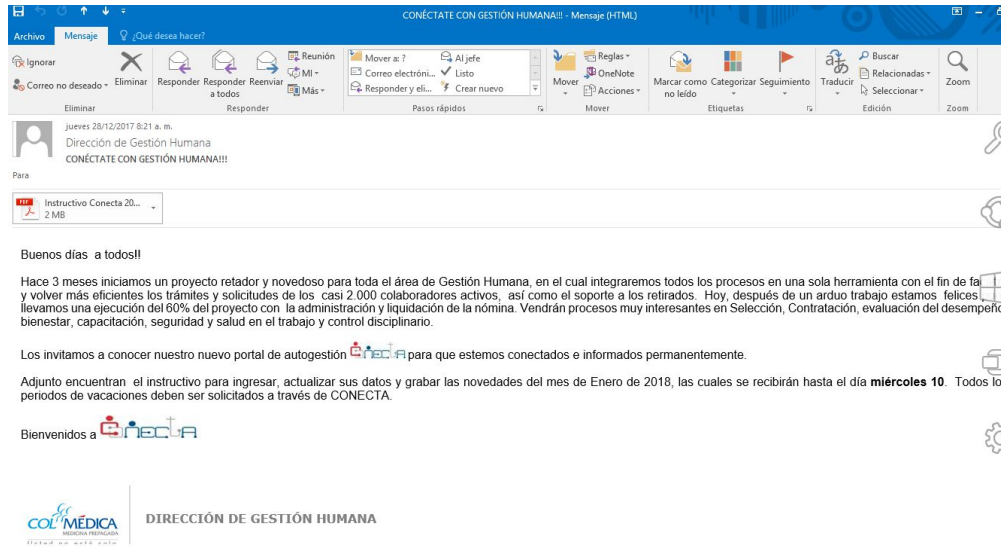 CONÉCTATE CON GESTIÓN HUMANA!!! - Mensaje (HTML)
Archivo Mensaje ¿Qué desea hacer?
Ignorar
Correo no deseado
Eliminar
Eliminar
Responder Responder a todos Reenviar
Reunión
MI
Más
Responder
Mover a: ? Al jefe
Correo electróni... Listo
Responder y eli... Crear nuevo
Pasos rápidos
Mover
Reglas
OneNote
Acciones
Mover
Marcar como no leído Categorizar Seguimiento
Etiquetas
Traducir
Buscar
Relacionadas
Seleccionar
Edición
Zoom
Zoom
jueves 28/12/2017 8:21 a. m.
Dirección de Gestión Humana
CONÉCTATE CON GESTIÓN HUMANA!!!
Para
PDF
Instructivo Conecta 20...
2 MB
Buenos días a todos!!
Hace 3 meses iniciamos un proyecto retador y novedoso para toda el área de Gestión Humana, en el cual integraremos todos los procesos en una sola herramienta con el fin de
y volver más eficientes los trámites y solicitudes de los casi 2.000 colaboradores activos, así como el soporte a los retirados. Hoy, después de un arduo trabajo estamos felices
llevamos una ejecución del 60% del proyecto con la administración y liquidación de la nómina. Vendrán procesos muy interesantes en Selección, Contratación, evaluación del desempeño
bienestar, capacitación, seguridad y salud en el trabajo y control disciplinario.
Los invitamos a conocer nuestro nuevo portal de autogestión Conecta para que estemos conectados e informados permanentemente.
Adjunto encuentran el instructivo para ingresar, actualizar sus datos y grabar las novedades del mes de Enero de 2018, las cuales se recibirán hasta el día miércoles 10. Todos lo
periodos de vacaciones deben ser solicitados a través de CONECTA.
Bienvenidos a Conecta
COLMÉDICA
MEDICINA PREPAGADA
Usted no está solo
DIRECCIÓN DE GESTIÓN HUMANA